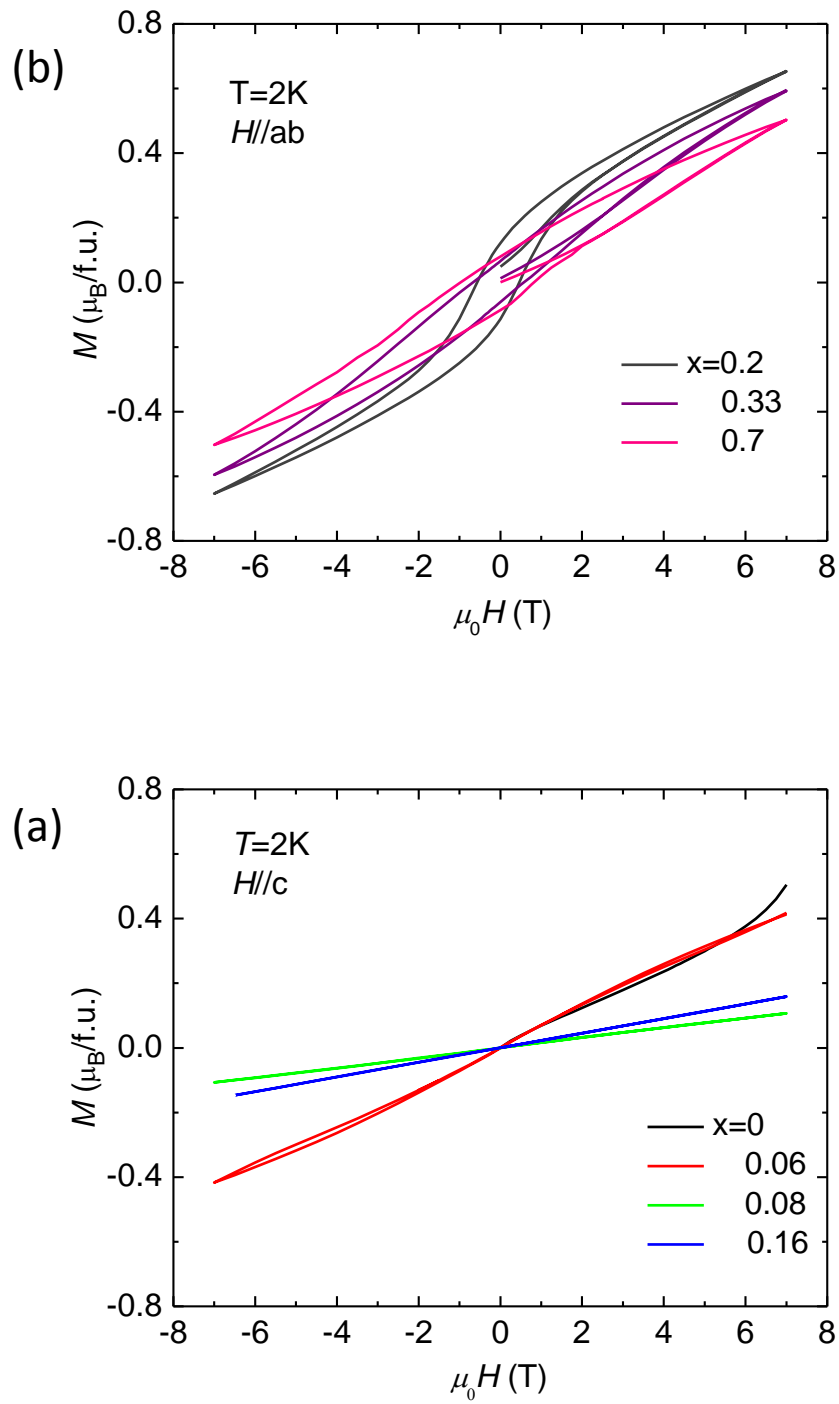 (b)
T=2K
H//ab
0.8
0.4
0.0
-0.4
-0.8
M (μB/f.u.)
x=0.2
0.33
0.7
-8 -6 -4 -2 0 2 4 6 8
μ0H (T)
(a)
T=2K
H//c
0.8
0.4
0.0
-0.4
-0.8
M (μB/f.u.)
x=0
0.06
0.08
0.16
-8 -6 -4 -2 0 2 4 6 8
μ0H (T)